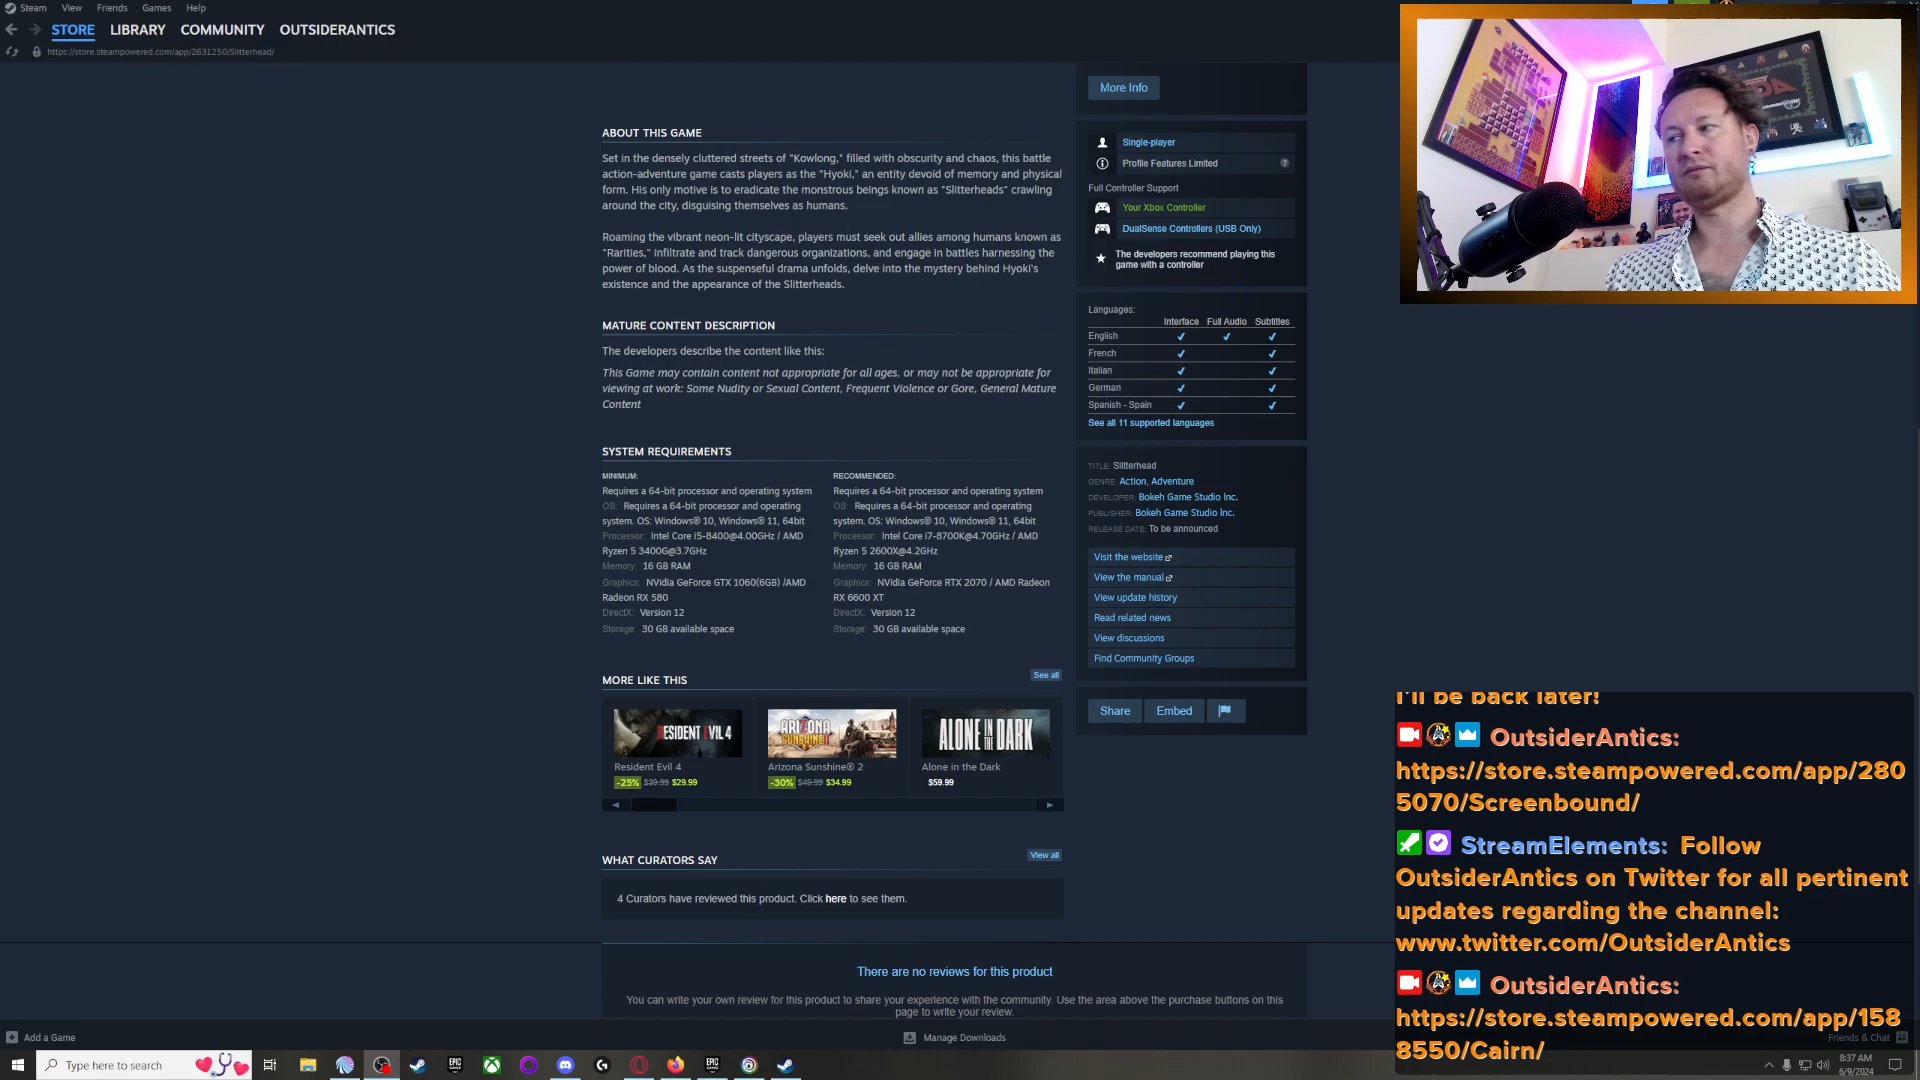 Steam View Friends Games Help
STORE LIBRARY COMMUNITY OUTSIDERANTICS
https://store.steampowered.com/app/2631250/Slitterhead/
More Info
ABOUT THIS GAME
Set in the densely cluttered streets of "Kowlong," filled with obscurity and chaos, this battle
action-adventure game casts players as the "Hyoki," an entity devoid of memory and physical
form. His only motive is to eradicate the monstrous beings known as "Slitterheads" crawling
around the city, disguising themselves as humans.
Roaming the vibrant neon-lit cityscape, players must seek out allies among humans known as
"Rarities," infiltrate and track dangerous organizations, and engage in battles harnessing the
power of blood. As the suspenseful drama unfolds, delve into the mystery behind Hyoki's
existence and the appearance of the Slitterheads.
MATURE CONTENT DESCRIPTION
The developers describe the content like this:
This Game may contain content not appropriate for all ages, or may not be appropriate for
viewing at work: Some Nudity or Sexual Content, Frequent Violence or Gore, General Mature
Content
SYSTEM REQUIREMENTS
MINIMUM:
Requires a 64-bit processor and operating system
OS: Requires a 64-bit processor and operating
system. OS: Windows® 10, Windows® 11, 64bit
Processor: Intel Core i5-8400@4.00GHz / AMD
Ryzen 5 3400G@3.7GHz
Memory: 16 GB RAM
Graphics: NVidia GeForce GTX 1060(6GB) /AMD
Radeon RX 580
DirectX: Version 12
Storage: 30 GB available space
RECOMMENDED:
Requires a 64-bit processor and operating system
OS: Requires a 64-bit processor and operating
system. OS: Windows® 10, Windows® 11, 64bit
Processor: Intel Core i7-8700K@4.70GHz / AMD
Ryzen 5 2600X@4.2GHz
Memory: 16 GB RAM
Graphics: NVidia GeForce RTX 2070 / AMD Radeon
RX 6600 XT
DirectX: Version 12
Storage: 30 GB available space
MORE LIKE THIS
See all
RESIDENT EVIL 4
Resident Evil 4
-25% $39.99 $29.99
ARIZONA SUNSHINE II
Arizona Sunshine® 2
-30% $49.99 $34.99
ALONE IN THE DARK
Alone in the Dark
$59.99
WHAT CURATORS SAY
View all
4 Curators have reviewed this product. Click here to see them.
There are no reviews for this product
You can write your own review for this product to share your experience with the community. Use the area above the purchase buttons on this
page to write your review.
Single-player
Profile Features Limited ?
Full Controller Support
Your Xbox Controller
DualSense Controllers (USB Only)
The developers recommend playing this
game with a controller
Languages:
Interface Full Audio Subtitles
English ✔ ✔ ✔
French ✔ ✔
Italian ✔ ✔
German ✔ ✔
Spanish - Spain ✔ ✔
See all 11 supported languages
TITLE: Slitterhead
GENRE: Action, Adventure
DEVELOPER: Bokeh Game Studio Inc.
PUBLISHER: Bokeh Game Studio Inc.
RELEASE DATE: To be announced
Visit the website
View the manual
View update history
Read related news
View discussions
Find Community Groups
Share Embed
I'll be back later!
OutsiderAntics:
https://store.steampowered.com/app/280
5070/Screenbound/
StreamElements: Follow
OutsiderAntics on Twitter for all pertinent
updates regarding the channel:
www.twitter.com/OutsiderAntics
OutsiderAntics:
https://store.steampowered.com/app/158
8550/Cairn/
Add a Game
Manage Downloads
Friends & Chat
Type here to search
EPIC GAMES
EPIC GAMES
8:37 AM
6/9/2024